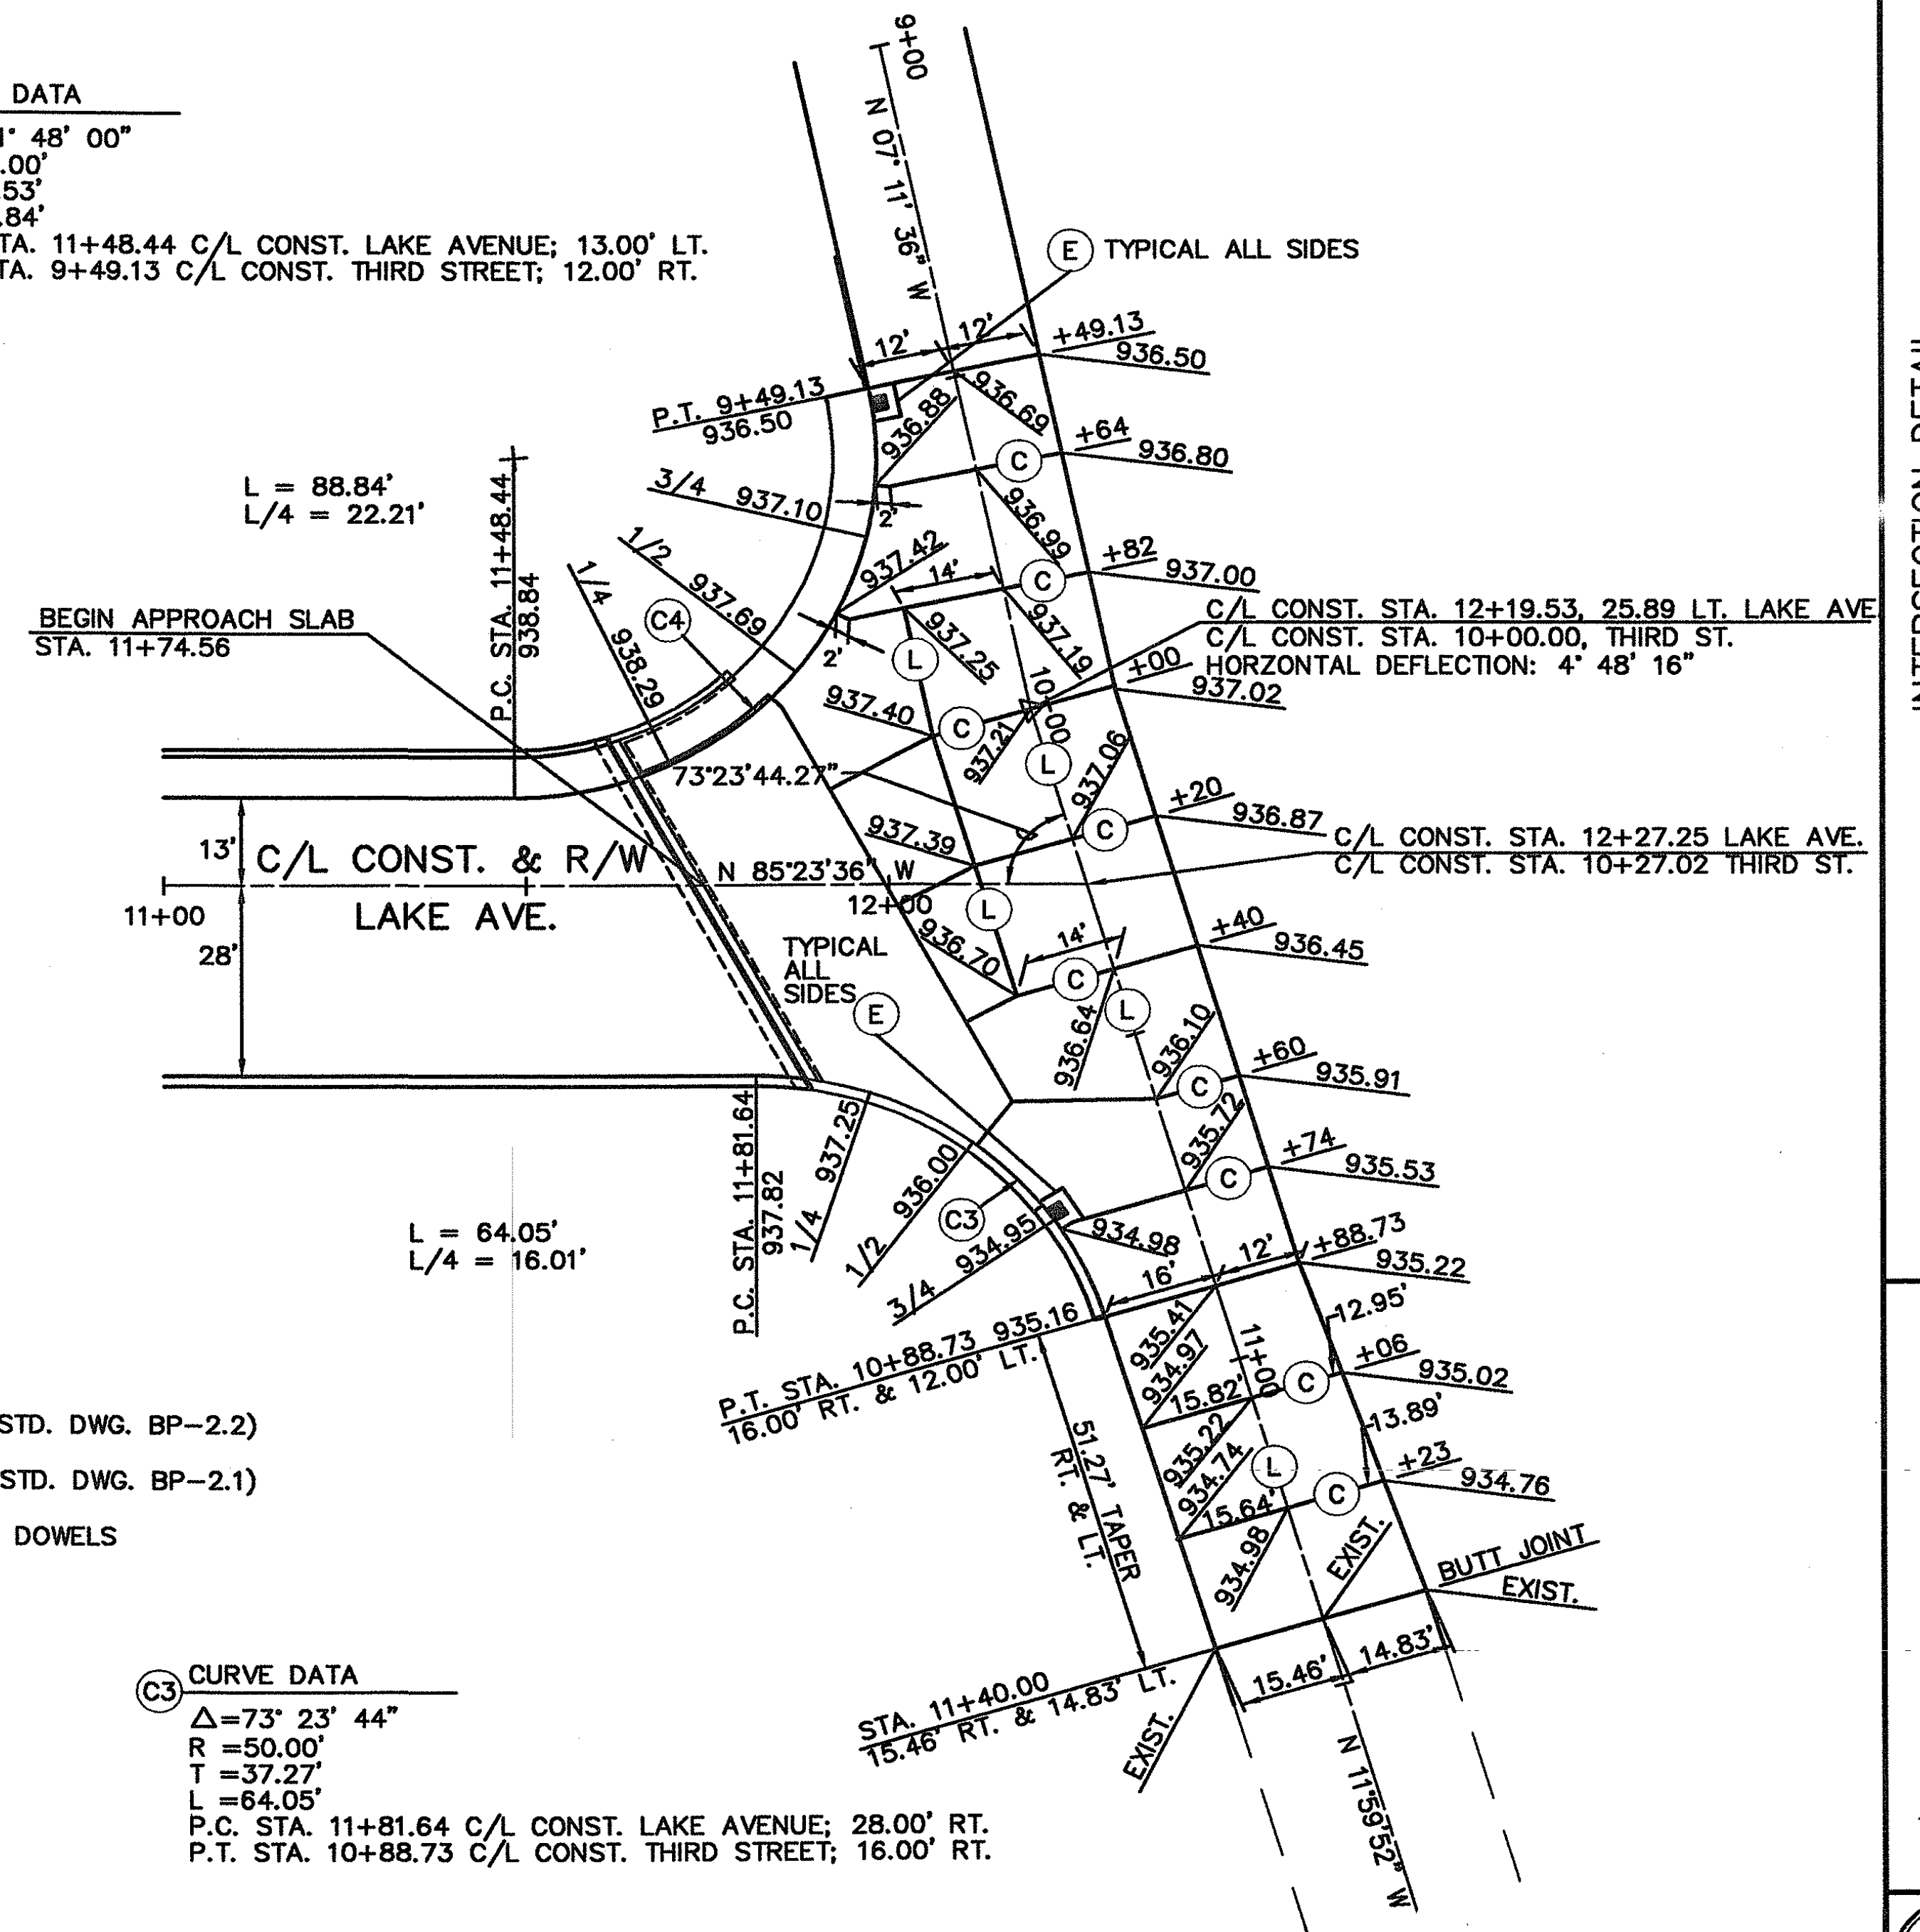 9+00
N 07° 11' 36" W
DATA
48' 00"
.00'
.53'
.84'
TA. 11+48.44 C/L CONST. LAKE AVENUE; 13.00' LT.
TA. 9+49.13 C/L CONST. THIRD STREET; 12.00' RT.
E TYPICAL ALL SIDES
12'
12'
+49.13
936.50
P.T. 9+49.13
936.50
936.88
936.69
+64
936.80
C
L = 88.84'
L/4 = 22.21'
P.C. STA. 11+48.44
938.84
3/4 937.10
2'
936.99
1/2 937.69
937.42
14'
C
+82
937.00
1/4 938.29
C4
BEGIN APPROACH SLAB
STA. 11+74.56
2'
L
937.25
937.19
C/L CONST. STA. 12+19.53, 25.89 LT. LAKE AVE
C/L CONST. STA. 10+00.00, THIRD ST.
HORZONTAL DEFLECTION: 4° 48' 16"
+00
937.02
10+00
937.40
C
937.21
L
937.06
73°23'44.27"
+20
936.87
C
937.39
C/L CONST. STA. 12+27.25 LAKE AVE.
C/L CONST. STA. 10+27.02 THIRD ST.
13'
C/L CONST. & R/W
N 85°23'36" W
11+00
12+00
LAKE AVE.
28'
L
936.70
14'
C
+40
936.45
TYPICAL
ALL
SIDES
E
936.64
L
936.10
+60
935.91
C
935.72
+74
935.53
C
P.C. STA. 11+81.64
937.82
1/4 937.25
1/2 936.00
C3
3/4 934.95
934.98
L = 64.05'
L/4 = 16.01'
16'
12'
+88.73
935.22
P.T. STA. 10+88.73 935.16
16.00' RT. & 12.00' LT.
935.41
934.97
11+00
12.95'
+06
935.02
C
15.82'
935.22
934.74
L
13.89'
+23
934.76
C
15.64'
51.27' TAPER
RT. & LT.
934.98
EXIST.
BUTT JOINT
EXIST.
STD. DWG. BP-2.2)
STD. DWG. BP-2.1)
DOWELS
STA. 11+40.00
15.46' RT. & 14.83' LT.
EXIST.
15.46'
14.83'
N 11°59'52" W
C3 CURVE DATA
△=73° 23' 44"
R =50.00'
T =37.27'
L =64.05'
P.C. STA. 11+81.64 C/L CONST. LAKE AVENUE; 28.00' RT.
P.T. STA. 10+88.73 C/L CONST. THIRD STREET; 16.00' RT.